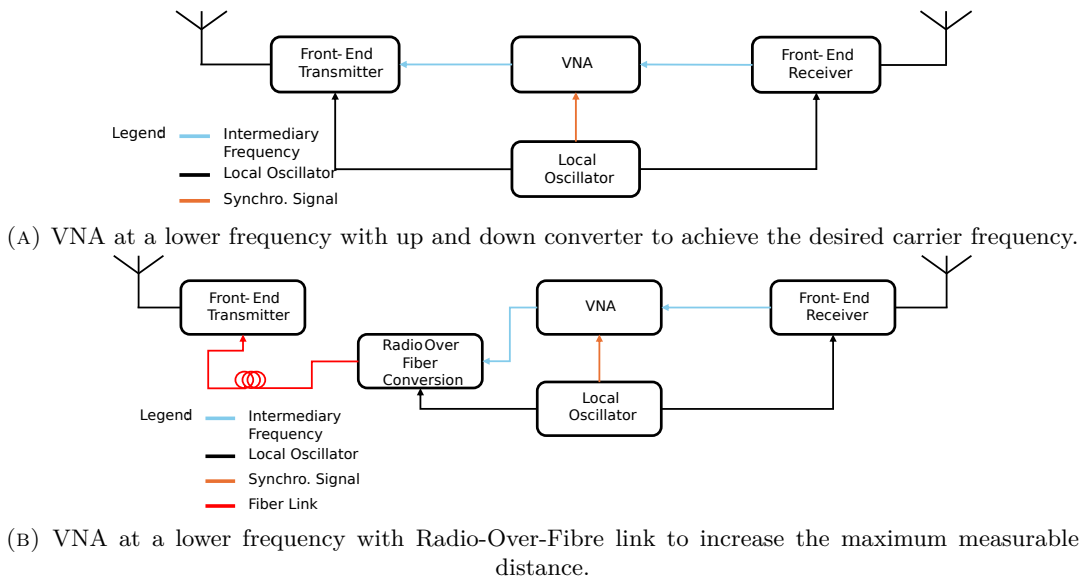 Front-End
Transmitter
VNA
Front-End
Receiver
Legend:
Intermediary
Frequency
Local Oscillator
Synchro. Signal
Local
Oscillator
(A) VNA at a lower frequency with up and down converter to achieve the desired carrier frequency.
Front-End
Transmitter
Radio Over
Fiber
Conversion
VNA
Front-End
Receiver
Local
Oscillator
Legend:
Intermediary
Frequency
Local Oscillator
Synchro. Signal
Fiber Link
(B) VNA at a lower frequency with Radio-Over-Fibre link to increase the maximum measurable
distance.